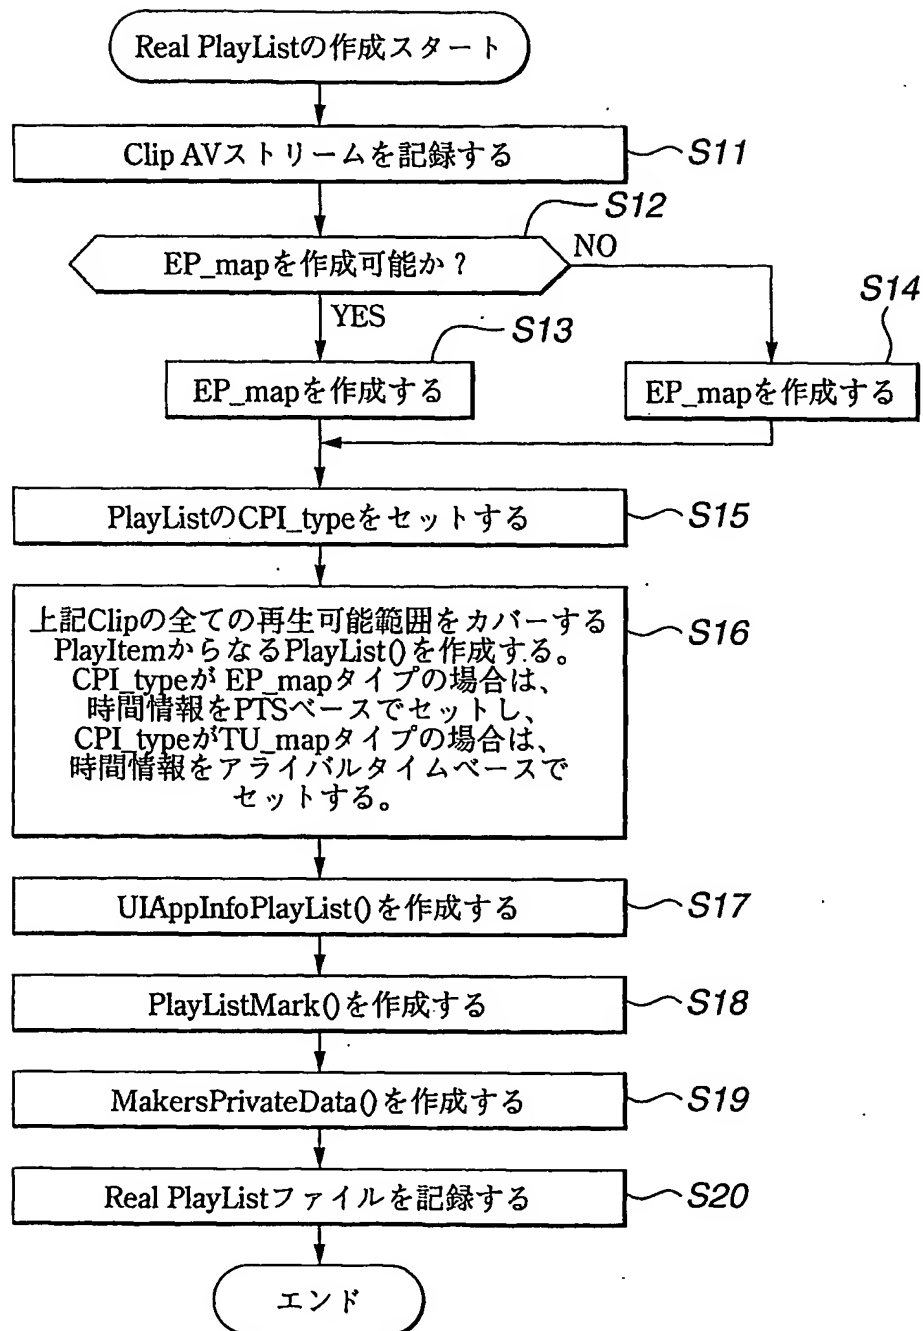 Real PlayListの作成スタート
Clip AVストリームを記録する
S11
S12
EP_mapを作成可能か?
NO
YES
S13
S14
EP_mapを作成する
EP_mapを作成する
PlayListのCPI_typeをセットする
S15
上記Clipの全ての再生可能範囲をカバーする
PlayItemからなるPlayList()を作成する。
CPI_typeが EP_mapタイプの場合は、
時間情報をPTSベースでセットし、
CPI_typeがTU_mapタイプの場合は、
時間情報をアライバルタイムベースで
セットする。
S16
UIAppInfoPlayList()を作成する
S17
PlayListMark()を作成する
S18
MakersPrivateData()を作成する
S19
Real PlayListファイルを記録する
S20
エンド